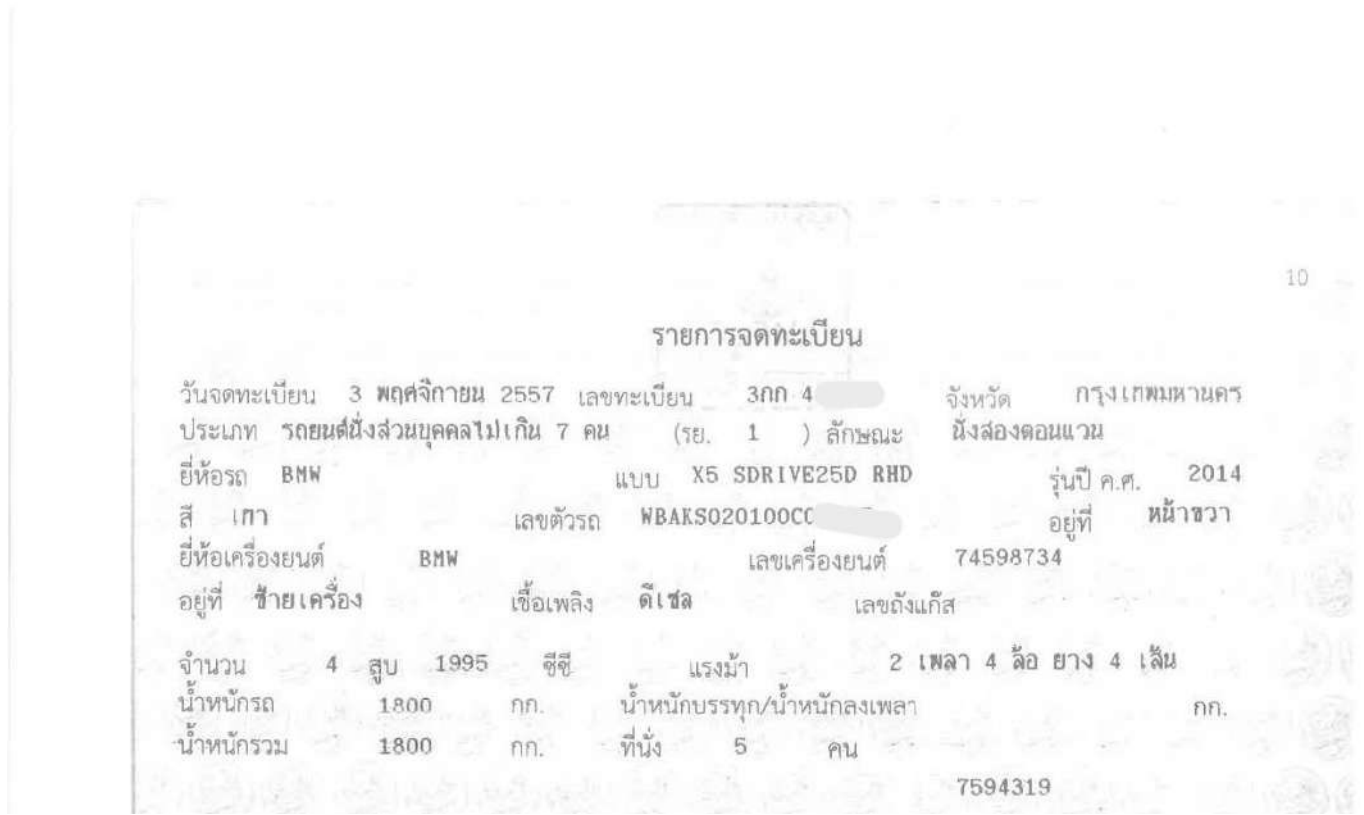 10
รายการจดทะเบียน
วันจดทะเบียน 3 พฤศจิกายน 2557 เลขทะเบียน 3กก 4 จังหวัด กรุงเทพมหานคร
ประเภท รถยนต์นั่งส่วนบุคคลไม่เกิน 7 คน (รย. 1 ) ลักษณะ นั่งสองตอนแวน
ยี่ห้อรถ BMW แบบ X5 SDRIVE25D RHD รุ่นปี ค.ศ. 2014
สี เทา เลขตัวรถ WBAKS020100C0 อยู่ที่ หน้าขวา
ยี่ห้อเครื่องยนต์ BMW เลขเครื่องยนต์ 74598734
อยู่ที่ ซ้ายเครื่อง เชื้อเพลิง ดีเซล เลขถังแก๊ส
จำนวน 4 สูบ 1995 ซีซี แรงม้า 2 เพลา 4 ล้อ ยาง 4 เส้น
น้ำหนักรถ 1800 กก. น้ำหนักบรรทุก/น้ำหนักลงเพลา กก.
น้ำหนักรวม 1800 กก. ที่นั่ง 5 คน
7594319